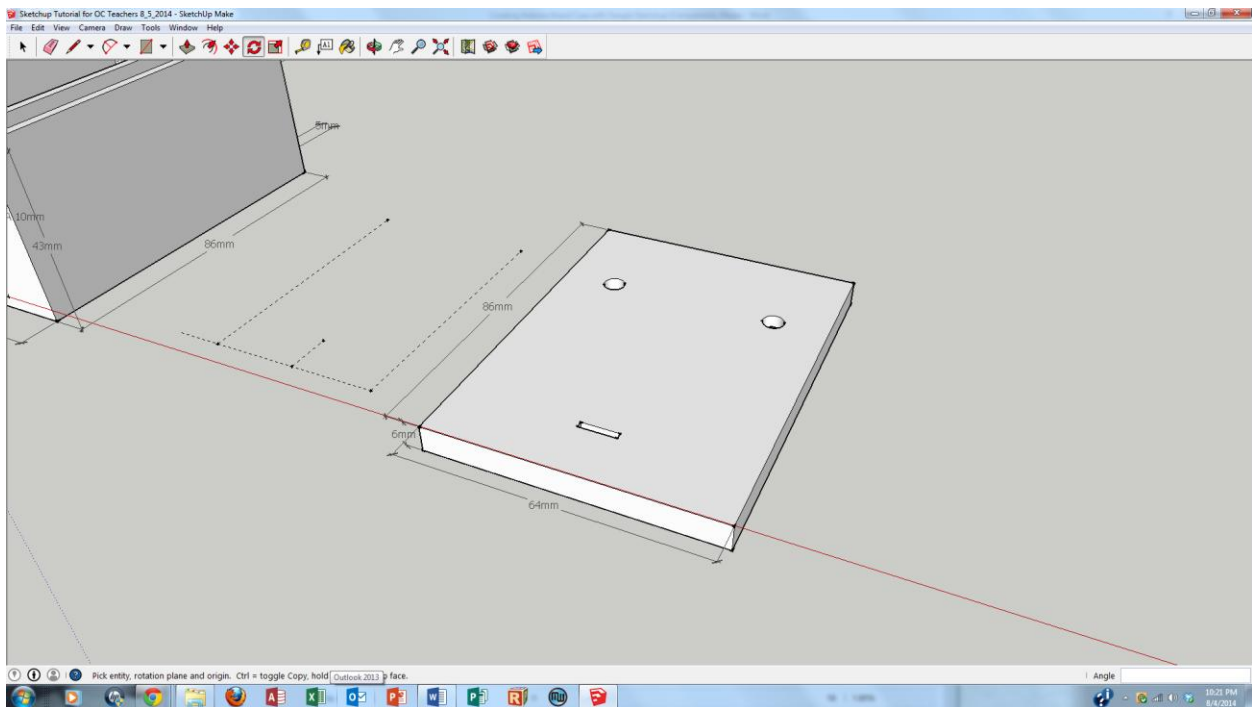 Sketchup Tutorial for OC Teachers 8_5_2014 - SketchUp Make
File Edit View Camera Draw Tools Window Help
A1
5mm
10mm
43mm
86mm
86mm
6mm
64mm
Pick entity, rotation plane and origin. Ctrl = toggle Copy, hold
Outlook 2013
face.
Angle
10:21 PM
8/4/2014